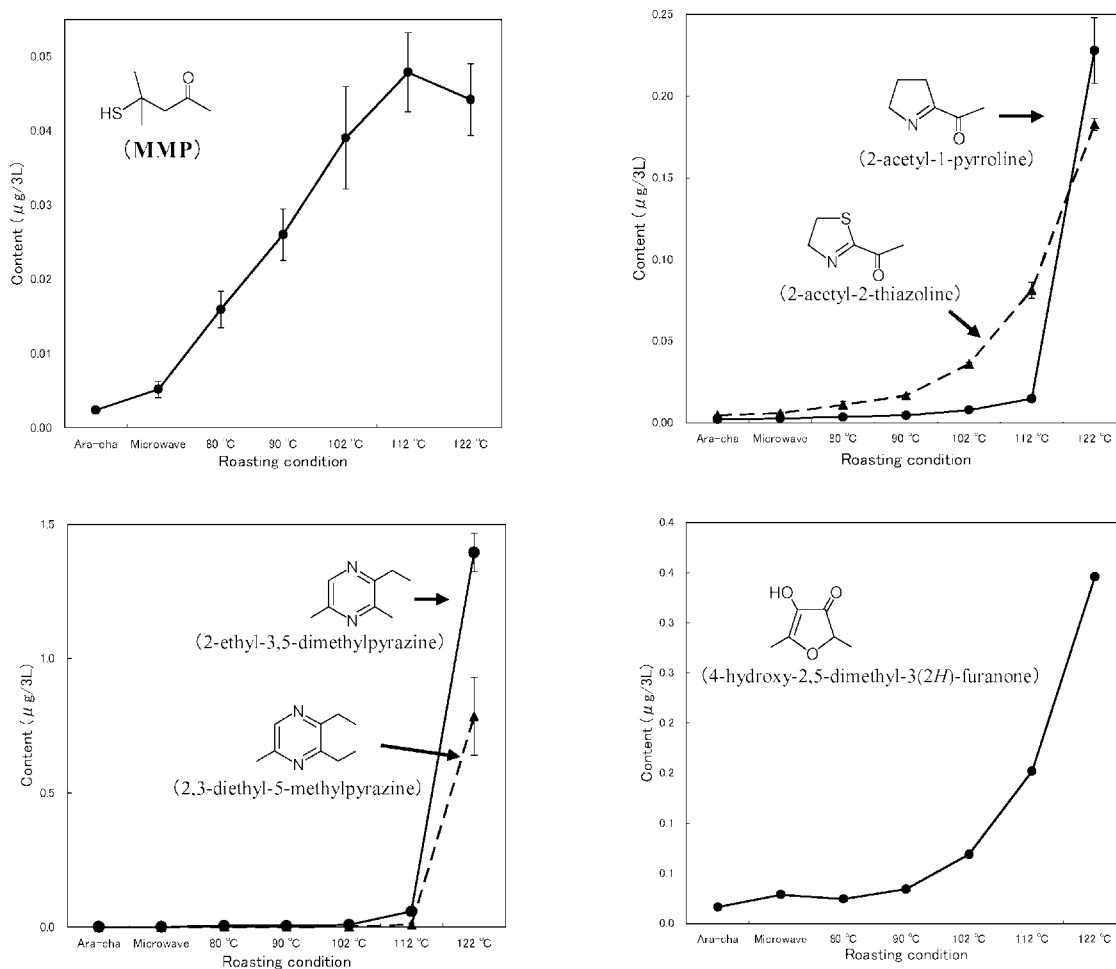 0.05
0.04
0.03
0.02
0.01
0.00
Content (μg/3L)
HS
O
(MMP)
Ara-cha Microwave 80 ℃ 90 ℃ 102 ℃ 112 ℃ 122 ℃
Roasting condition
0.25
0.20
0.15
0.10
0.05
0.00
Content (μg/3L)
N
O
(2-acetyl-1-pyrroline)
S
N
O
(2-acetyl-2-thiazoline)
Ara-cha Microwave 80 ℃ 90 ℃ 102 ℃ 112 ℃ 122 ℃
Roasting condition
1.5
1.0
0.5
0.0
Content (μg/3L)
N
N
(2-ethyl-3,5-dimethylpyrazine)
N
N
(2,3-diethyl-5-methylpyrazine)
Ara-cha Microwave 80 ℃ 90 ℃ 102 ℃ 112 ℃ 122 ℃
Roasting condition
0.4
0.4
0.3
0.3
0.2
0.2
0.1
0.1
0.0
Content (μg/3L)
HO O
O
(4-hydroxy-2,5-dimethyl-3(2H)-furanone)
Ara-cha Microwave 80 ℃ 90 ℃ 102 ℃ 112 ℃ 122 ℃
Roasting condition